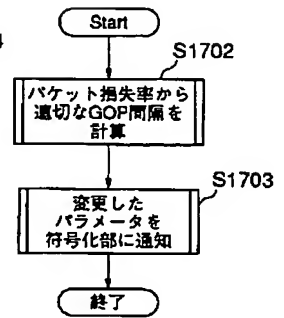 4
Start
S1702
パケット損失率から
適切なGOP間隔を
計算
S1703
変更した
パラメータを
符号化部に通知
終了